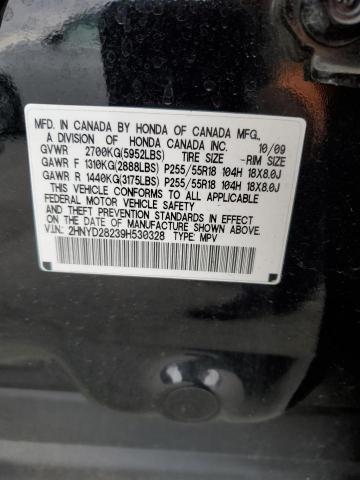 MFD. IN CANADA BY HONDA OF CANADA MFG.,
A DIVISION OF HONDA CANADA INC. 10/09
GVWR 2700KG(5952LBS) TIRE SIZE -RIM SIZE
GAWR F 1310KG(2888LBS) P255/55R18 104H 18X8.0J
GAWR R 1440KG(3175LBS) P255/55R18 104H 18X8.0J
THIS VEHICLE CONFORMS TO ALL APPLICABLE
FEDERAL MOTOR VEHICLE SAFETY AND
THEFT PREVENTION STANDARDS IN EFFECT ON
THE DATE OF MANUFACTURE SHOWN ABOVE.
V.I.N: 2HNYD28239H530328 TYPE: MPV